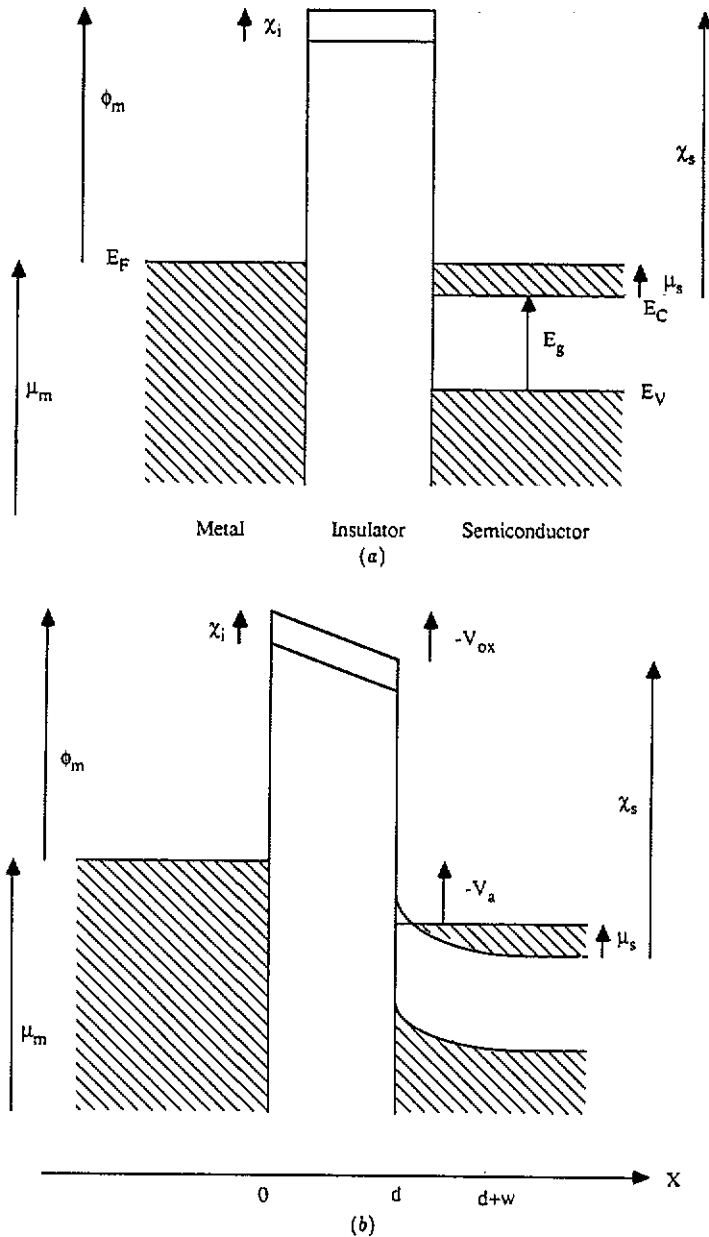 χi
ϕm
χs
EF
μs
EC
Eg
μm
EV
Metal Insulator Semiconductor
(a)
χi
-Vox
ϕm
χs
-Va
μs
μm
X
0 d d+w
(b)